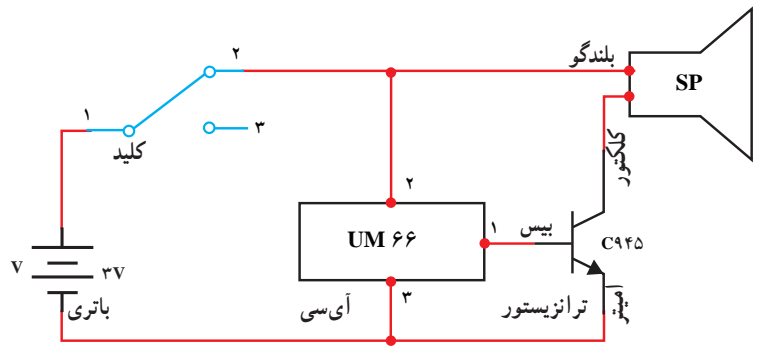 ۲
بلندگو
SP
۱
۳
کلید
کلکتور
۲
UM ۶۶
۱
بیس
C۹۴۵
V
۳V
باتری
آی‌سی
۳
ترانزیستور
امیتر